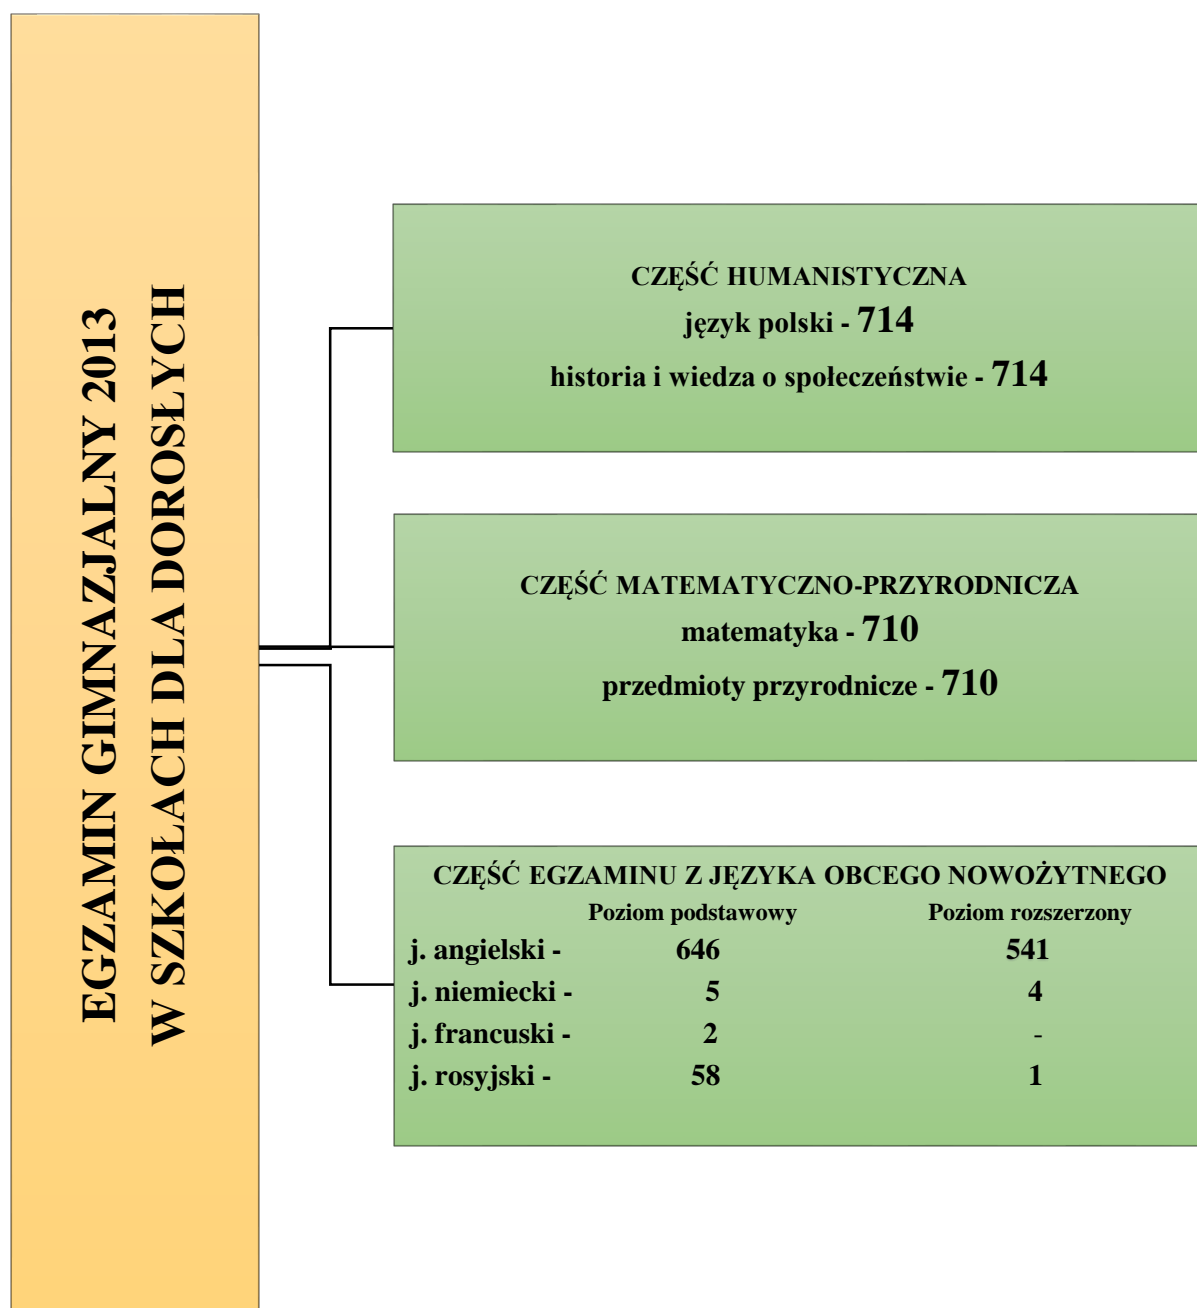 EGZAMIN GIMNAZJALNY 2013
W SZKOŁACH DLA DOROSŁYCH
CZĘŚĆ HUMANISTYCZNA
język polski - 714
historia i wiedza o społeczeństwie - 714
CZĘŚĆ MATEMATYCZNO-PRZYRODNICZA
matematyka - 710
przedmioty przyrodnicze - 710
CZĘŚĆ EGZAMINU Z JĘZYKA OBCEGO NOWOŻYTNEGO
Poziom podstawowy Poziom rozszerzony
j. angielski - 646 541
j. niemiecki - 5 4
j. francuski - 2 -
j. rosyjski - 58 1